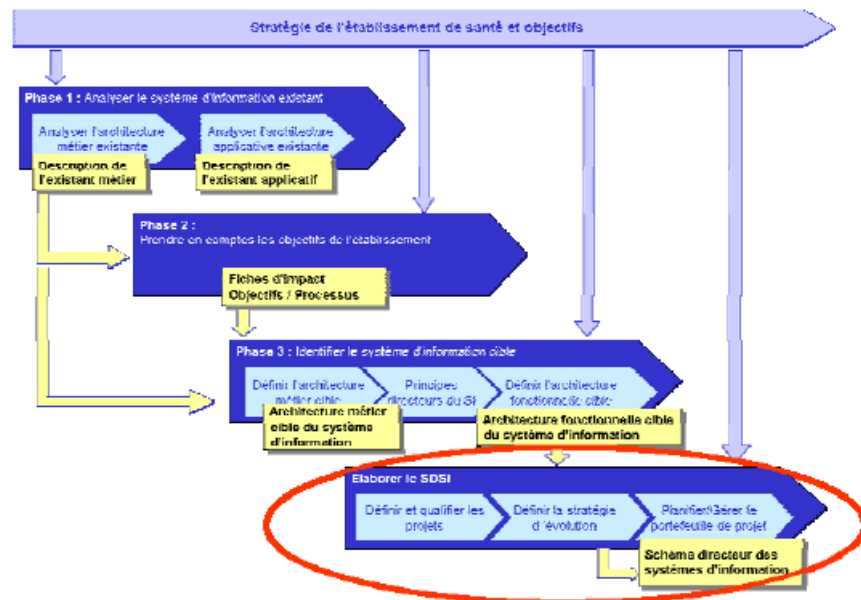 Stratégie de l'établissement de santé et objectifs
Phase 1 : Analyser le système d'information existant
Analyser l'architecture
métier existante
Analyser l'architecture
applicative existante
Description de
l'existant métier
Description de
l'existant applicatif
Phase 2 :
Prendre en comptes les objectifs de l'établissement
Fiches d'impact
Objectifs / Processus
Phase 3 : Identifier le système d'information cible
Définir l'architecture
métier cible
Principes
directeurs du SI
Définir l'architecture
fonctionnelle cible
Architecture métier
cible du système
d'information
Architecture fonctionnelle cible
du système d'information
Elaborer le SDSI
Définir et qualifier les
projets
Définir la stratégie
d'évolution
Planifier/Gérer le
portefeuille de projet
Schéma directeur des
systèmes d'information